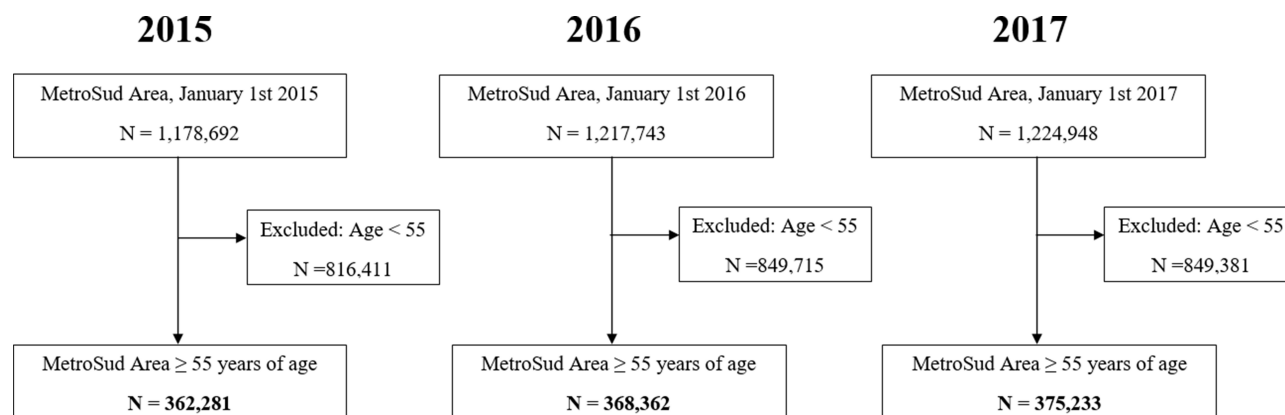 2015
MetroSud Area, January 1st 2015
N = 1,178,692
Excluded: Age < 55
N =816,411
MetroSud Area ≥ 55 years of age
N = 362,281
2016
MetroSud Area, January 1st 2016
N = 1,217,743
Excluded: Age < 55
N =849,715
MetroSud Area ≥ 55 years of age
N = 368,362
2017
MetroSud Area, January 1st 2017
N = 1,224,948
Excluded: Age < 55
N =849,381
MetroSud Area ≥ 55 years of age
N = 375,233